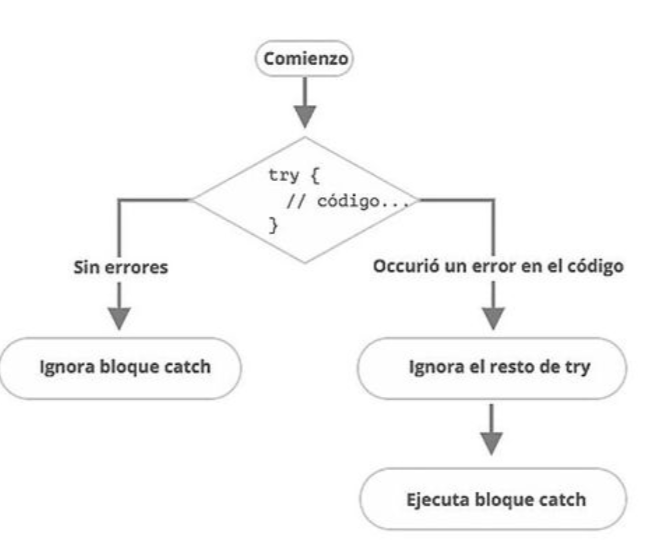 Comienzo
try {
// código...
}
Sin errores
Occurió un error en el código
Ignora bloque catch
Ignora el resto de try
Ejecuta bloque catch